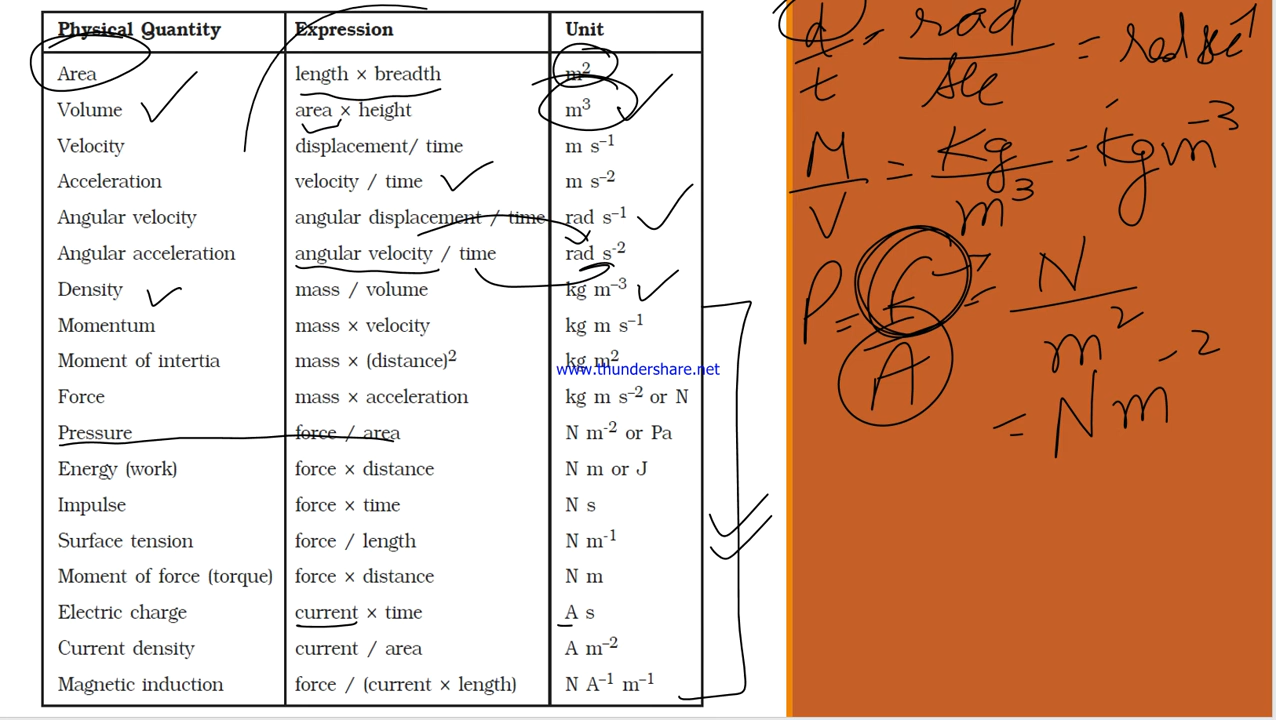 Physical Quantity Expression Unit
Area length × breadth m²
Volume area × height m³
Velocity displacement/ time m s⁻¹
Acceleration velocity / time m s⁻²
Angular velocity angular displacement / time rad s⁻¹
Angular acceleration angular velocity / time rad s⁻²
Density mass / volume kg m⁻³
Momentum mass × velocity kg m s⁻¹
Moment of intertia mass × (distance)² kg m²
www.thundershare.net
Force mass × acceleration kg m s⁻² or N
Pressure force / area N m⁻² or Pa
Energy (work) force × distance N m or J
Impulse force × time N s
Surface tension force / length N m⁻¹
Moment of force (torque) force × distance N m
Electric charge current × time A s
Current density current / area A m⁻²
Magnetic induction force / (current × length) N A⁻¹ m⁻¹
d/t = rad/sec = rad sec⁻¹
M/V = Kg/m³ = Kg m⁻³
P = F/A = N/m²
= N m⁻²